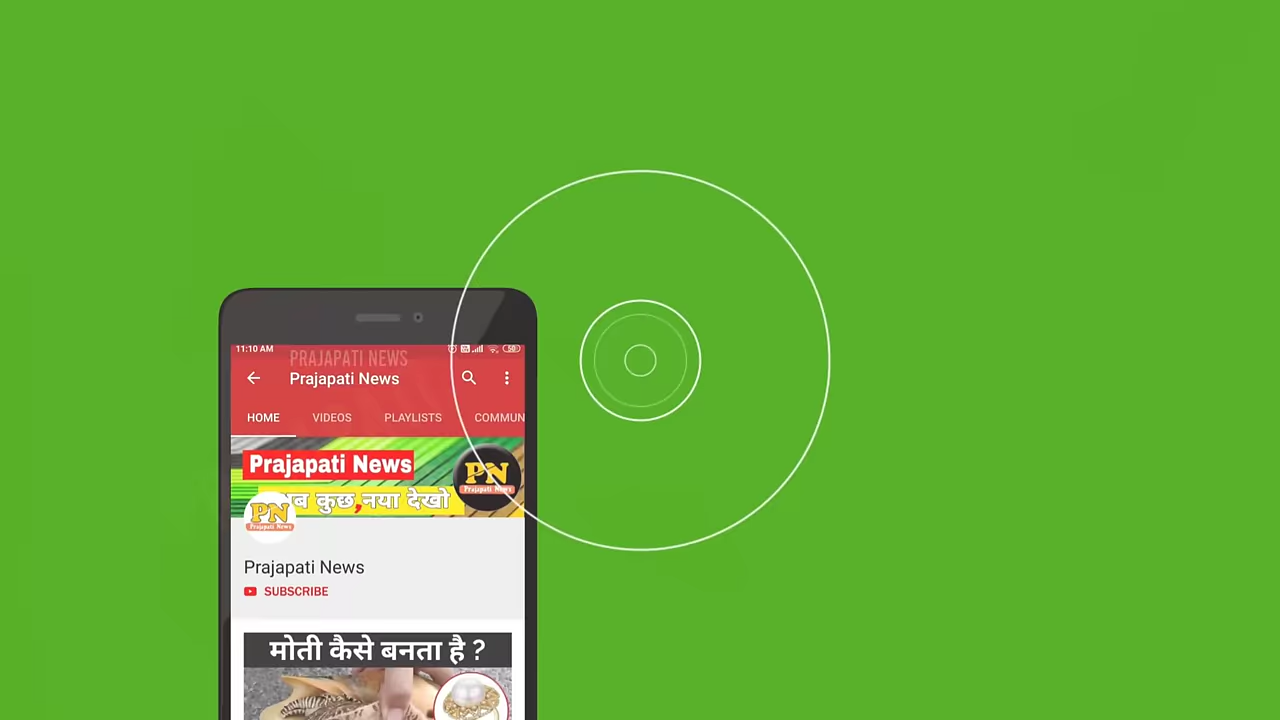 11:10 AM
50
PRAJAPATI NEWS
Prajapati News
HOME VIDEOS PLAYLISTS COMMUN
Prajapati News
PN
Prajapati News
ब कुछ,नया देखो
PN
Prajapati News
Prajapati News
SUBSCRIBE
मोती कैसे बनता है ?